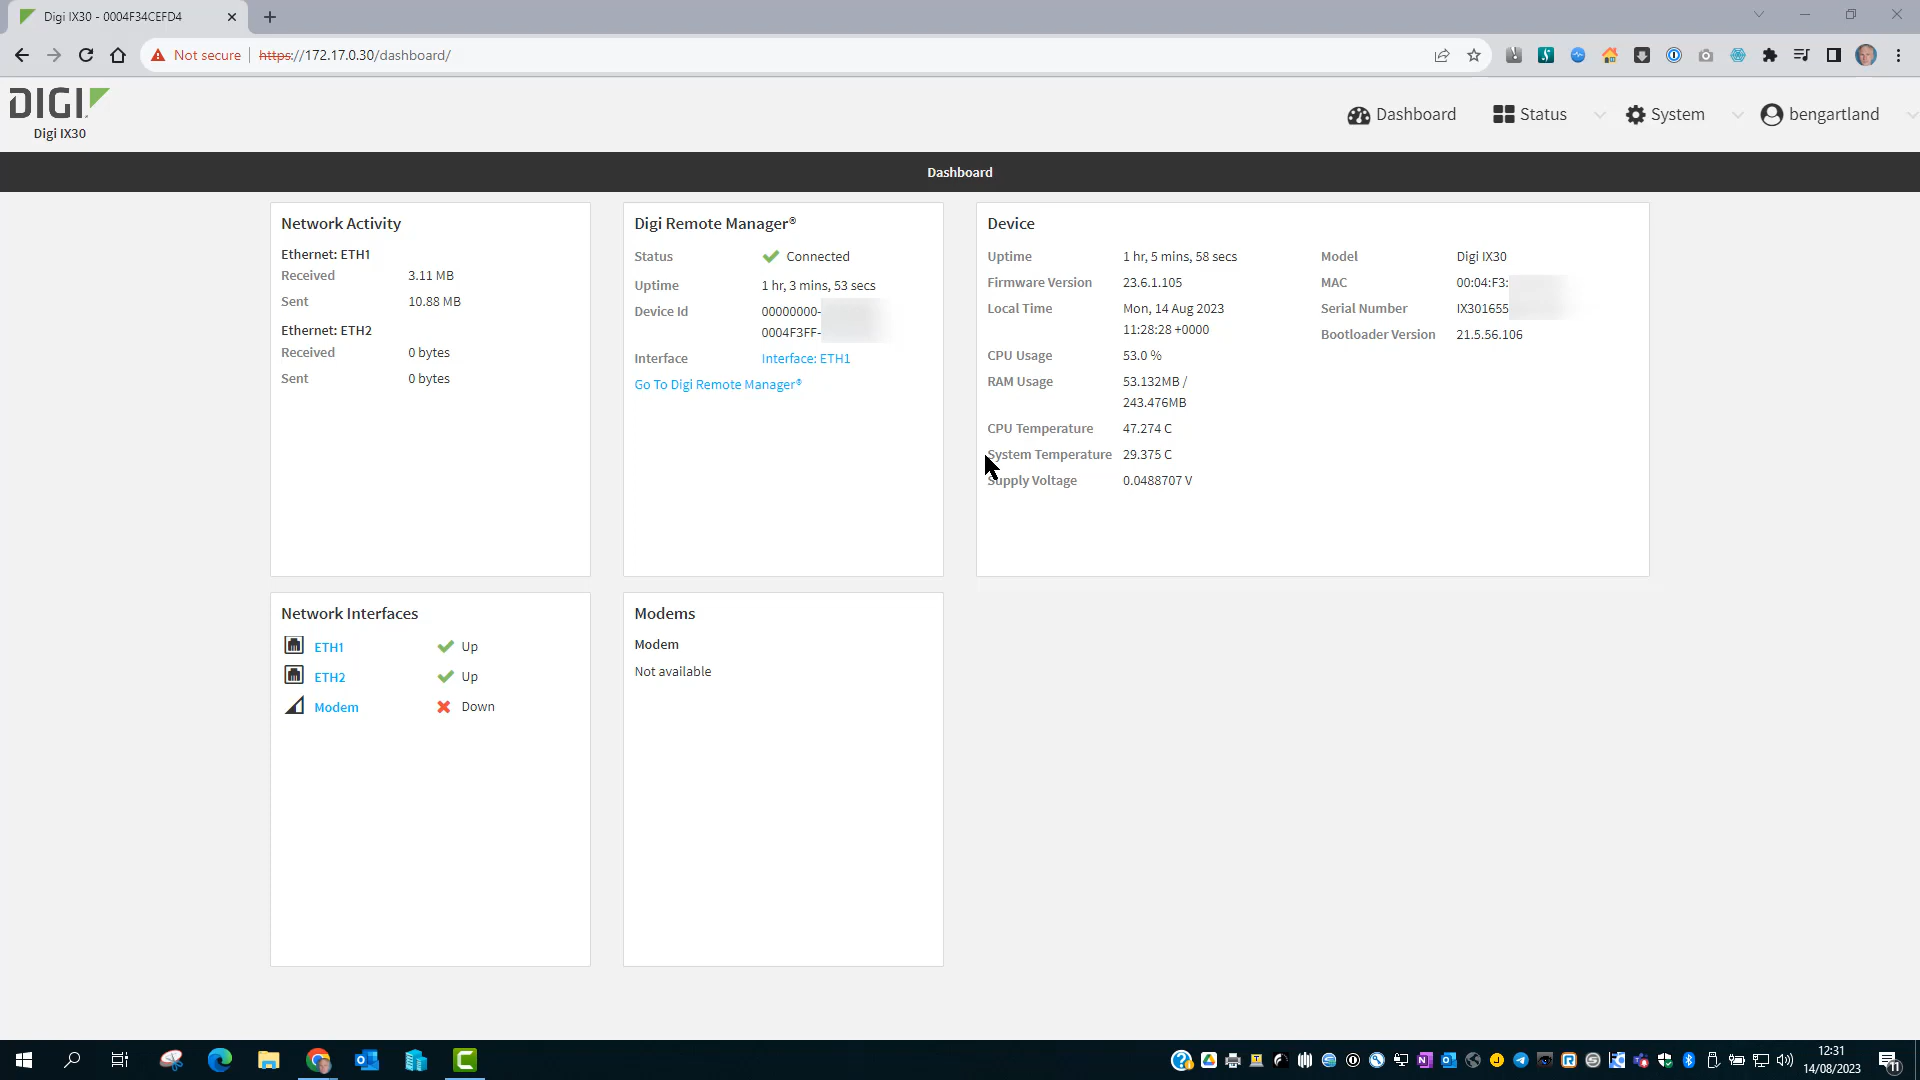 Digi IX30 - 0004F34CEFD4
Not secure
https://172.17.0.30/dashboard/
DIGI
Digi IX30
Dashboard
Status
System
bengartland
Dashboard
Network Activity
Ethernet: ETH1
Received 3.11 MB
Sent 10.88 MB
Ethernet: ETH2
Received 0 bytes
Sent 0 bytes
Digi Remote Manager®
Status Connected
Uptime 1 hr, 3 mins, 53 secs
Device Id 00000000-
0004F3FF-
Interface Interface: ETH1
Go To Digi Remote Manager®
Device
Uptime 1 hr, 5 mins, 58 secs
Firmware Version 23.6.1.105
Local Time Mon, 14 Aug 2023
11:28:28 +0000
CPU Usage 53.0 %
RAM Usage 53.132MB /
243.476MB
CPU Temperature 47.274 C
System Temperature 29.375 C
Supply Voltage 0.0488707 V
Model Digi IX30
MAC 00:04:F3:
Serial Number IX301655
Bootloader Version 21.5.56.106
Network Interfaces
ETH1 Up
ETH2 Up
Modem Down
Modems
Modem
Not available
12:31
14/08/2023
11